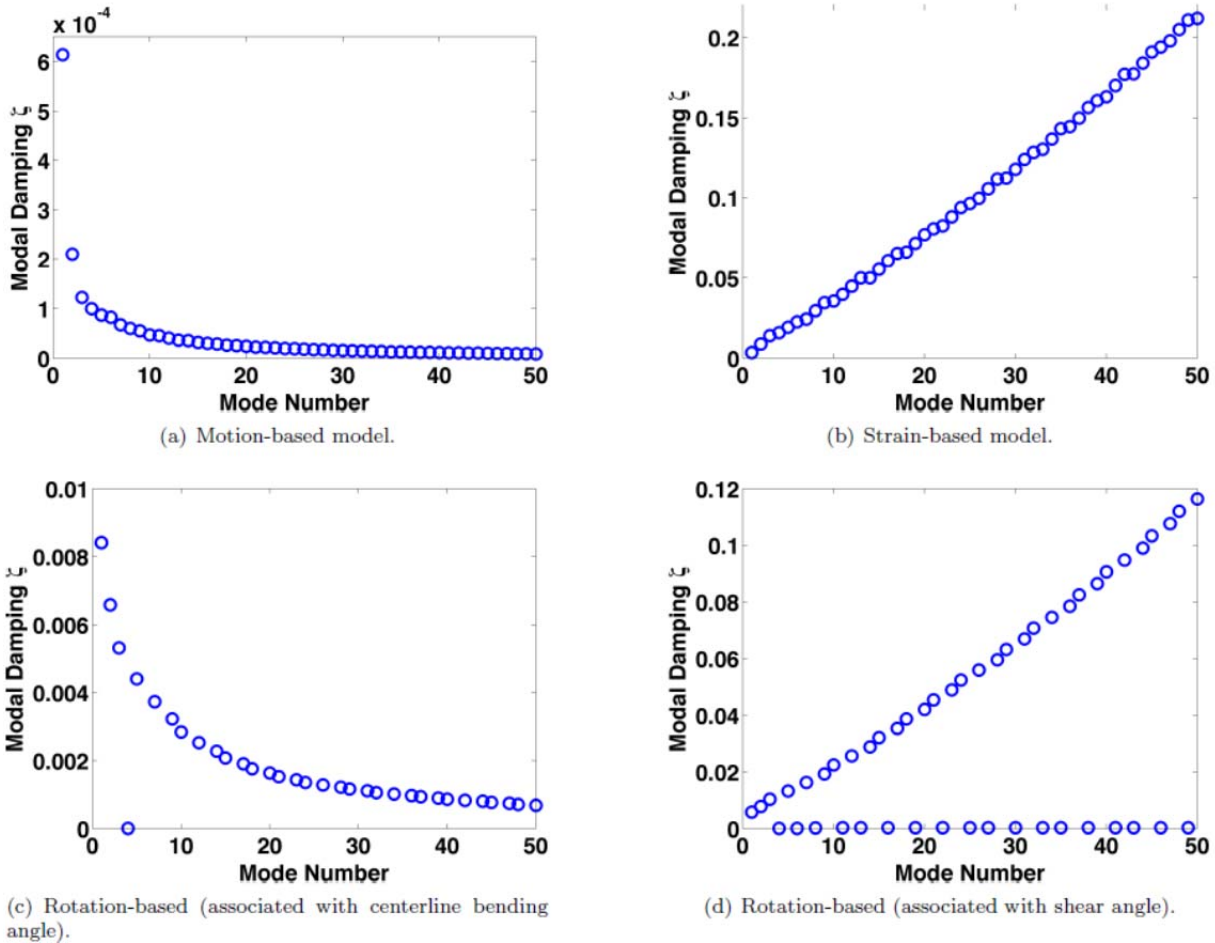 x 10⁻⁴
6
5
4
3
2
1
0
0 10 20 30 40 50
Modal Damping ζ
Mode Number
(a) Motion-based model.
0.2
0.15
0.1
0.05
0
0 10 20 30 40 50
Modal Damping ζ
Mode Number
(b) Strain-based model.
0.01
0.008
0.006
0.004
0.002
0
0 10 20 30 40 50
Modal Damping ζ
Mode Number
(c) Rotation-based (associated with centerline bending
angle).
0.12
0.1
0.08
0.06
0.04
0.02
0
0 10 20 30 40 50
Modal Damping ζ
Mode Number
(d) Rotation-based (associated with shear angle).